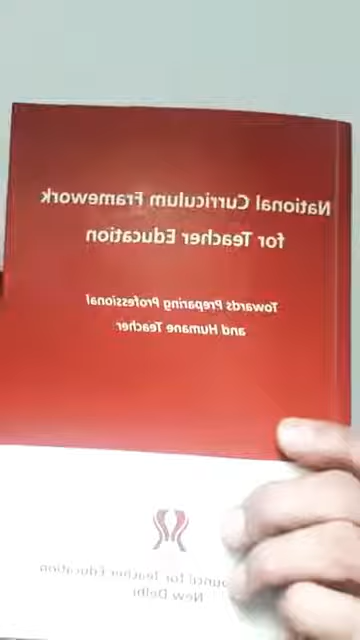 National Curriculum Framework
for Teacher Education
Towards Preparing Professional
and Humane Teacher
for Teacher Education
New Delhi